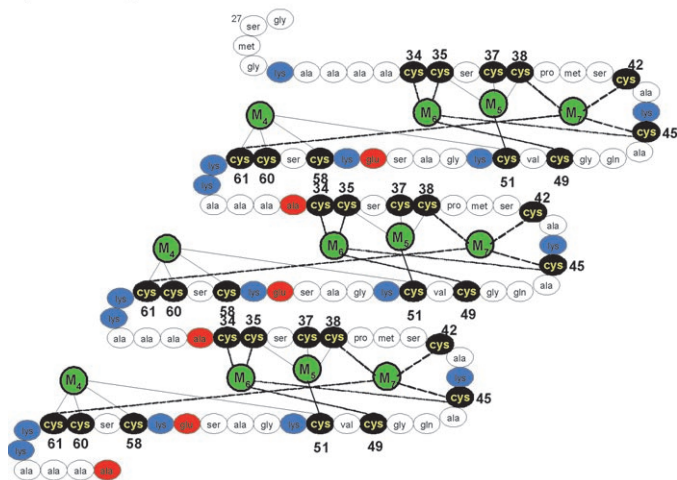 27 ser gly
met
34 35 37 38 42
gly lys ala ala ala ala cys cys ser cys cys pro met ser cys
ala
M4 M6 M5 M7 lys
cys 45
lys cys cys ser cys lys glu ser ala gly lys cys val cys gly gln ala
61 60 58 51 49
lys
34 35 37 38 42
ala ala ala ala cys cys ser cys cys pro met ser cys
ala
M4 M6 M5 M7 lys
cys 45
lys cys cys ser cys lys glu ser ala gly lys cys val cys gly gln ala
61 60 58 51 49
lys
34 35 37 38 42
ala ala ala ala cys cys ser cys cys pro met ser cys
ala
M4 M6 M5 M7 lys
cys 45
lys cys cys ser cys lys glu ser ala gly lys cys val cys gly gln ala
61 60 58 51 49
lys
ala ala ala ala